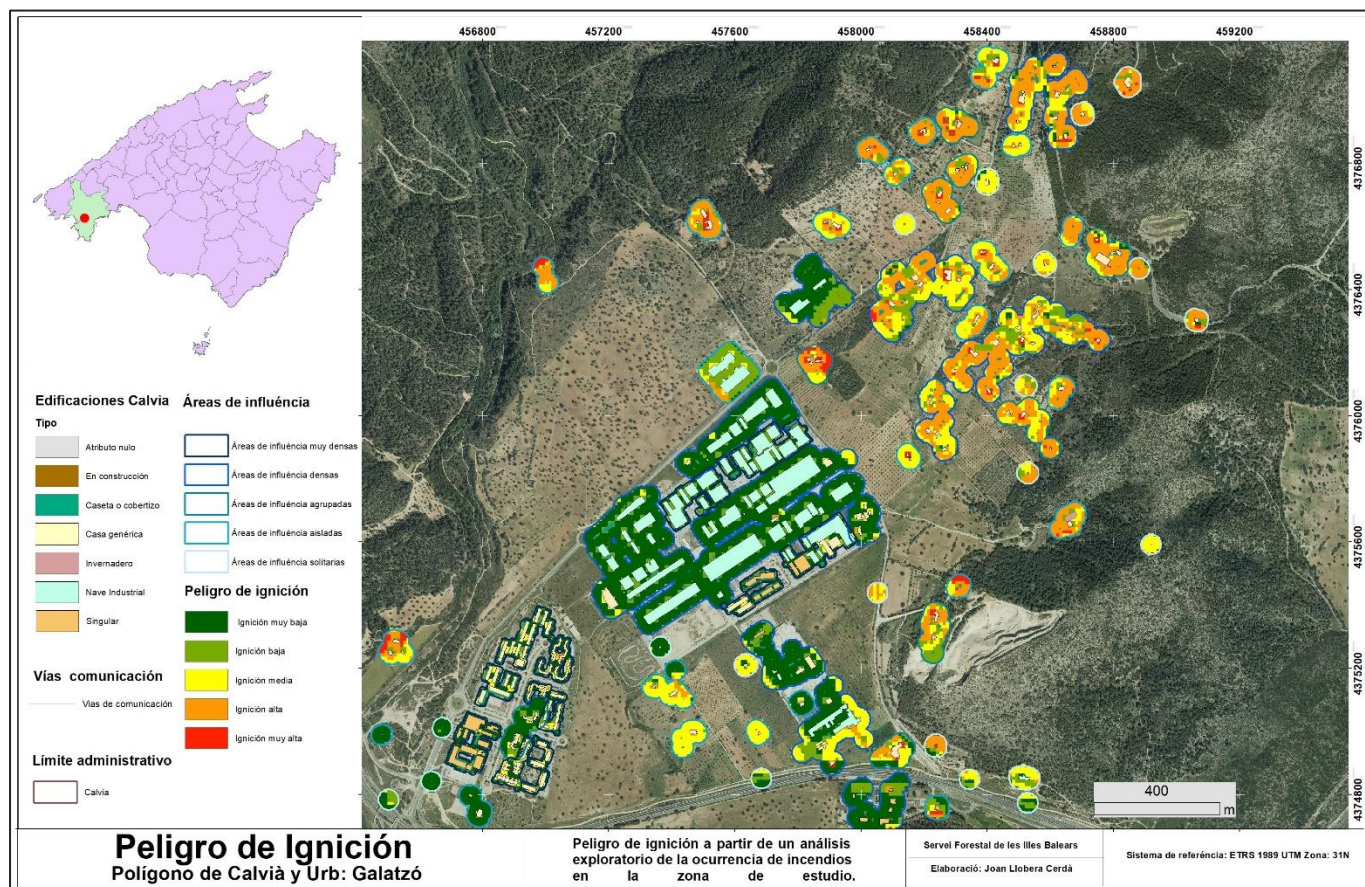 456800 457200 457600 458000 458400 458800 459200
4376800
4376400
4376000
4375600
4375200
4374800
Edificaciones Calvia
Tipo
Atributo nulo
En construcción
Caseta o cobertizo
Casa genérica
Invernadero
Nave Industrial
Singular
Vías comunicación
Vias de comunicación
Límite administrativo
Calvia
Áreas de influéncia
Áreas de influéncia muy densas
Áreas de influéncia densas
Áreas de influéncia agrupadas
Áreas de influéncia aisladas
Áreas de influéncia solitarias
Peligro de ignición
Ignición muy baja
Ignición baja
Ignición media
Ignición alta
Ignición muy alta
400
m
Peligro de Ignición
Polígono de Calvià y Urb: Galatzó
Peligro de ignición a partir de un análisis
exploratorio de la ocurrencia de incendios
en la zona de estudio.
Servei Forestal de les Illes Balears
Elaboració: Joan Llobera Cerdà
Sistema de referéncia: ETRS 1989 UTM Zona: 31N